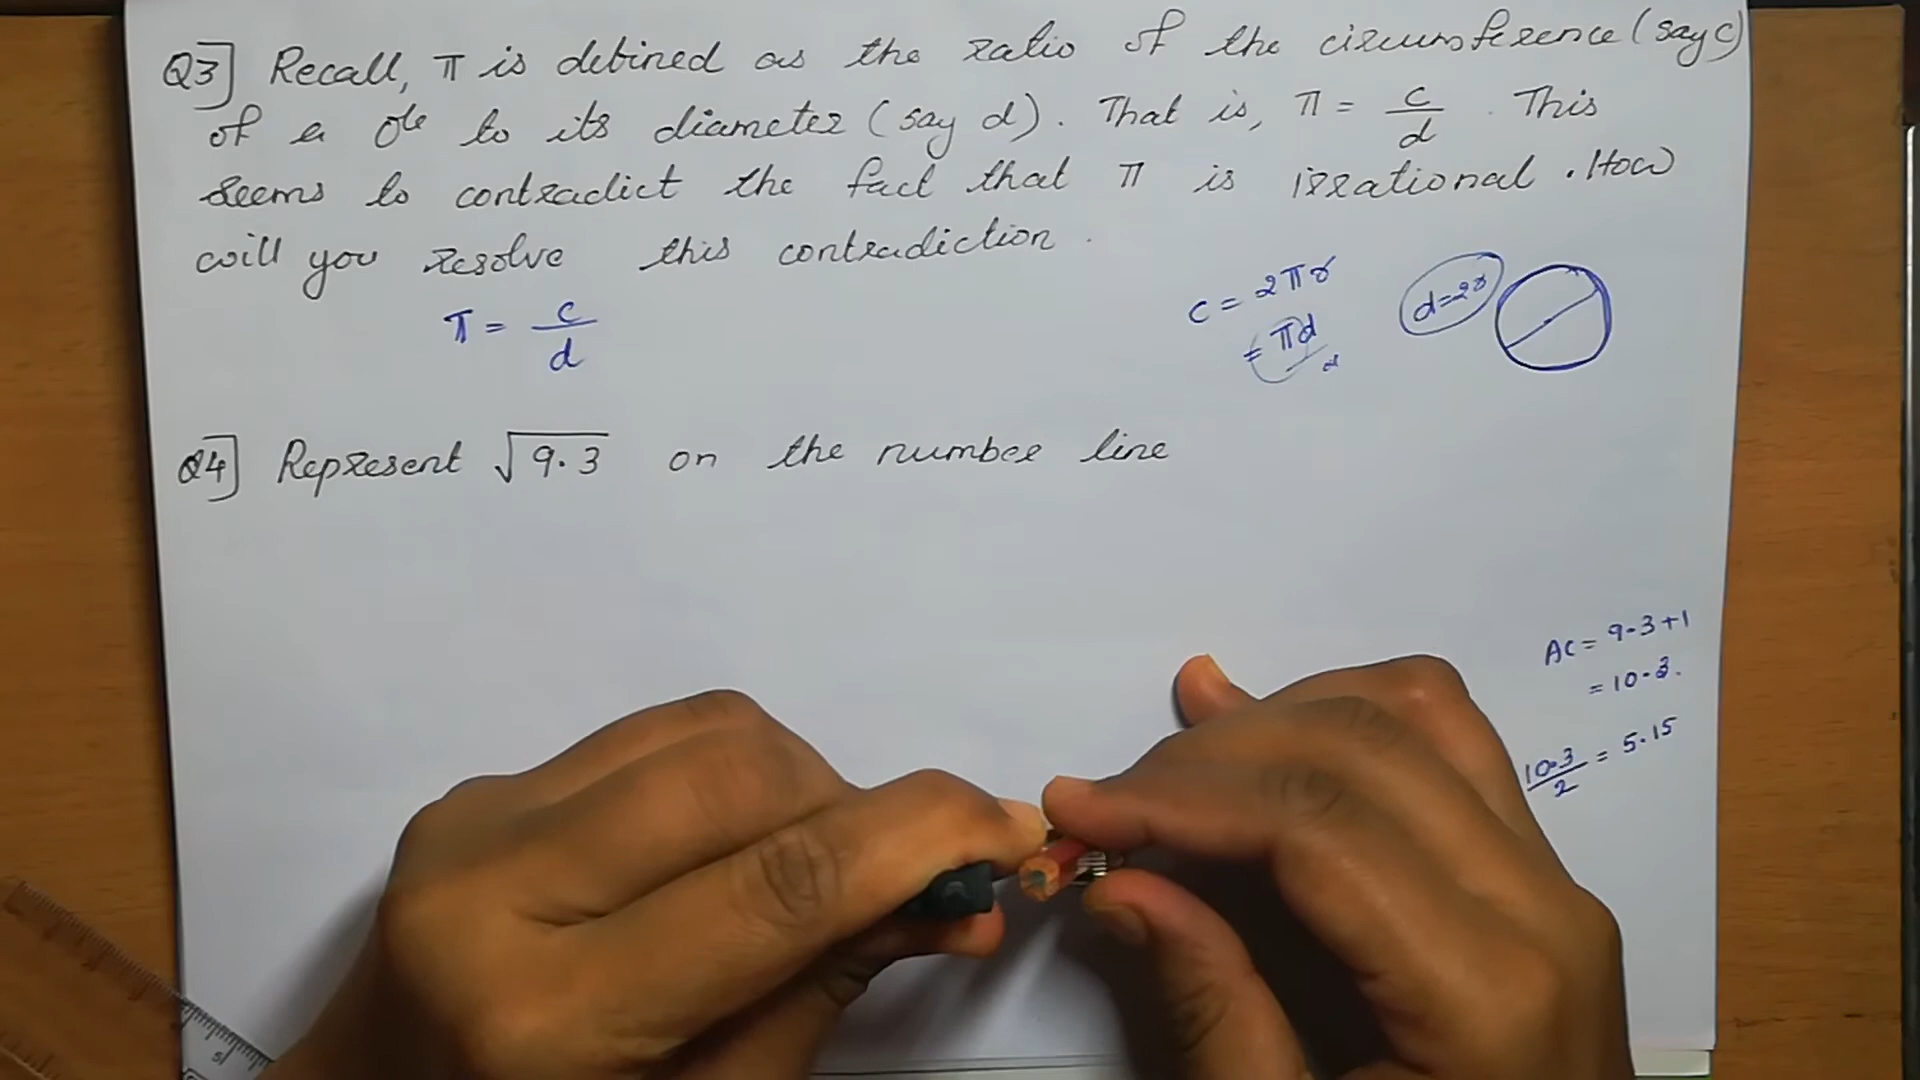 Q3] Recall, π is defined as the ratio of the circumference (say c)
of a ole to its diameter (say d). That is, π = c/d. This
seems to contradict the fact that π is irrational. How
will you resolve this contradiction.
π = c/d
c = 2πr
= πd
d=2r
Q4] Represent √9.3 on the number line
AC = 9.3+1
= 10.3.
10.3/2 = 5.15
15